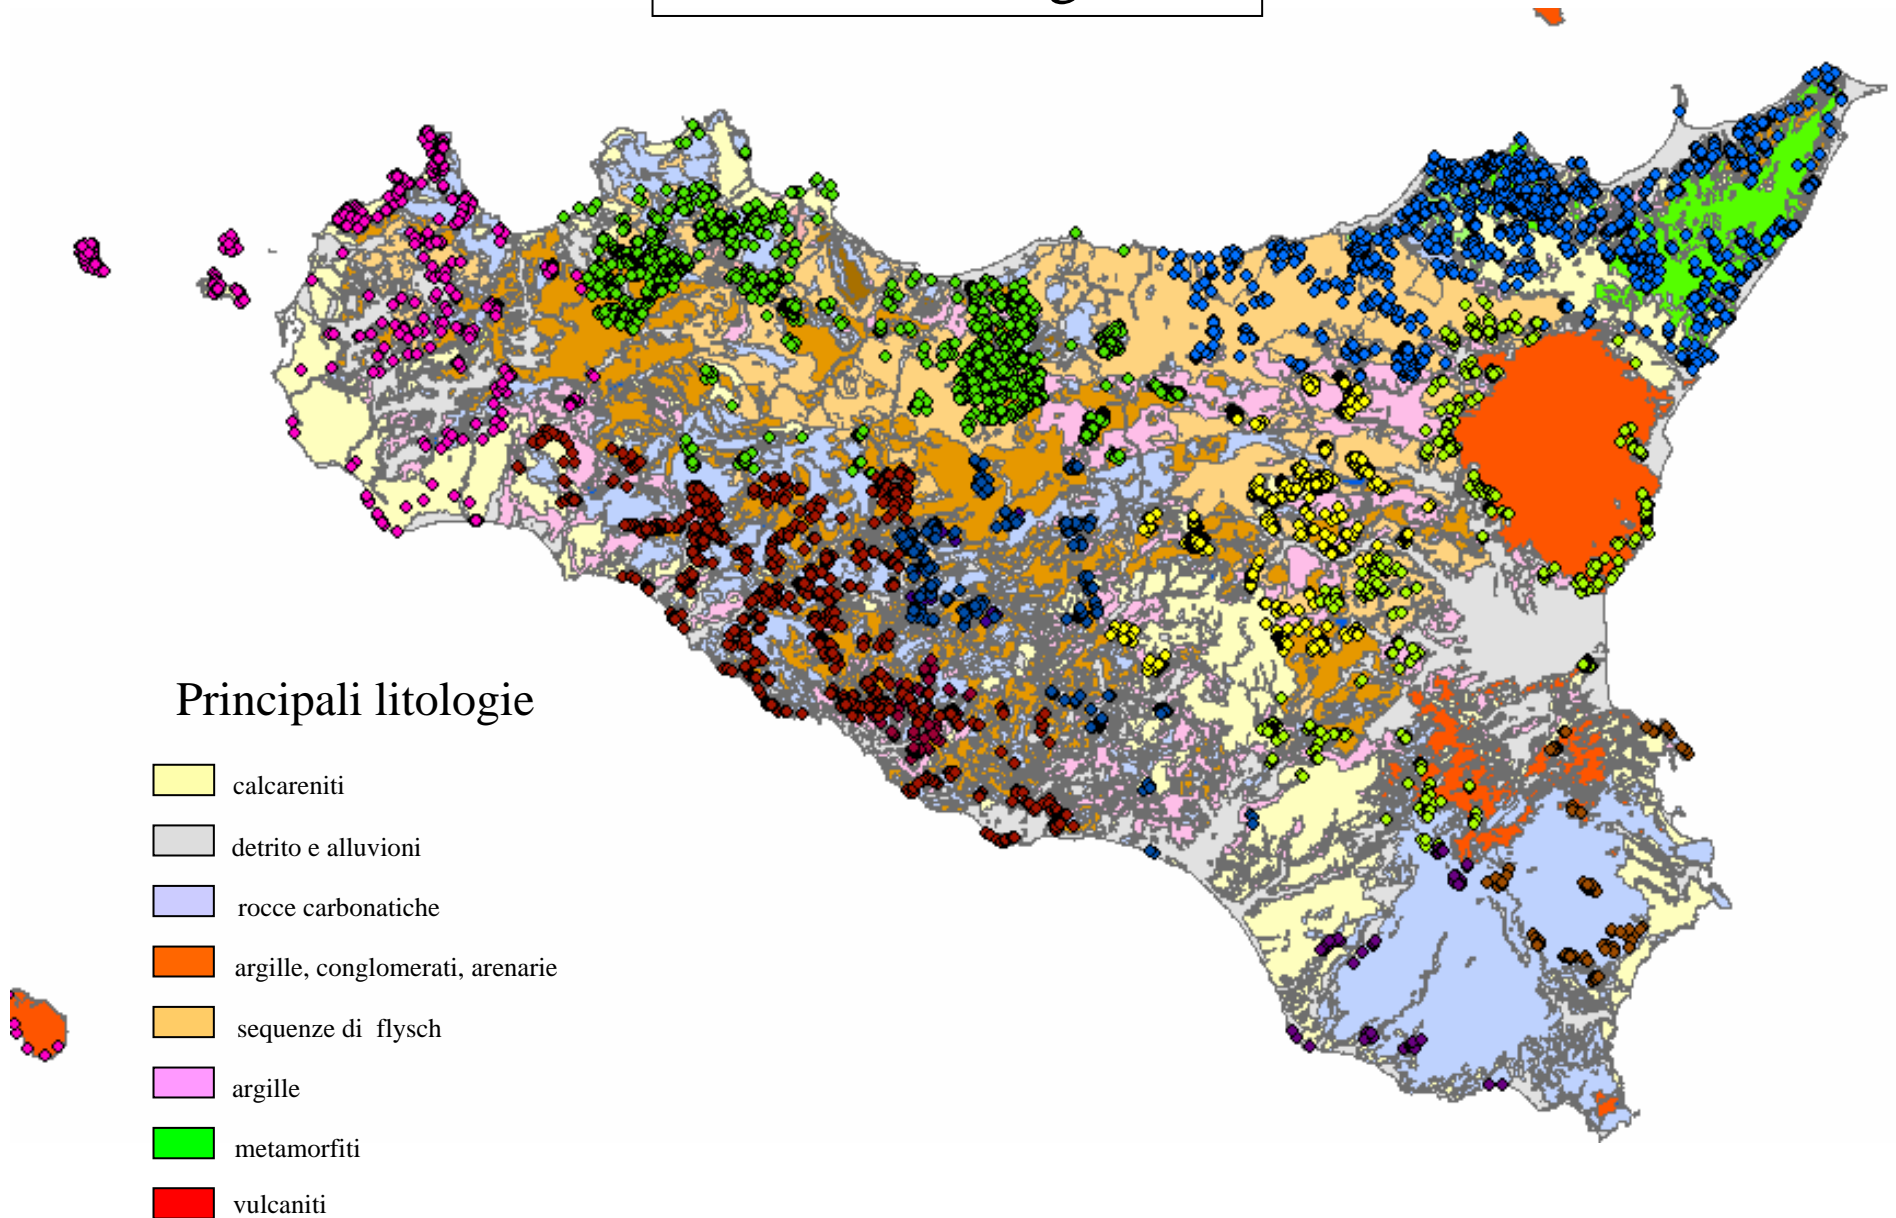 Principali litologie
calcareniti
detrito e alluvioni
rocce carbonatiche
argille, conglomerati, arenarie
sequenze di flysch
argille
metamorfiti
vulcaniti